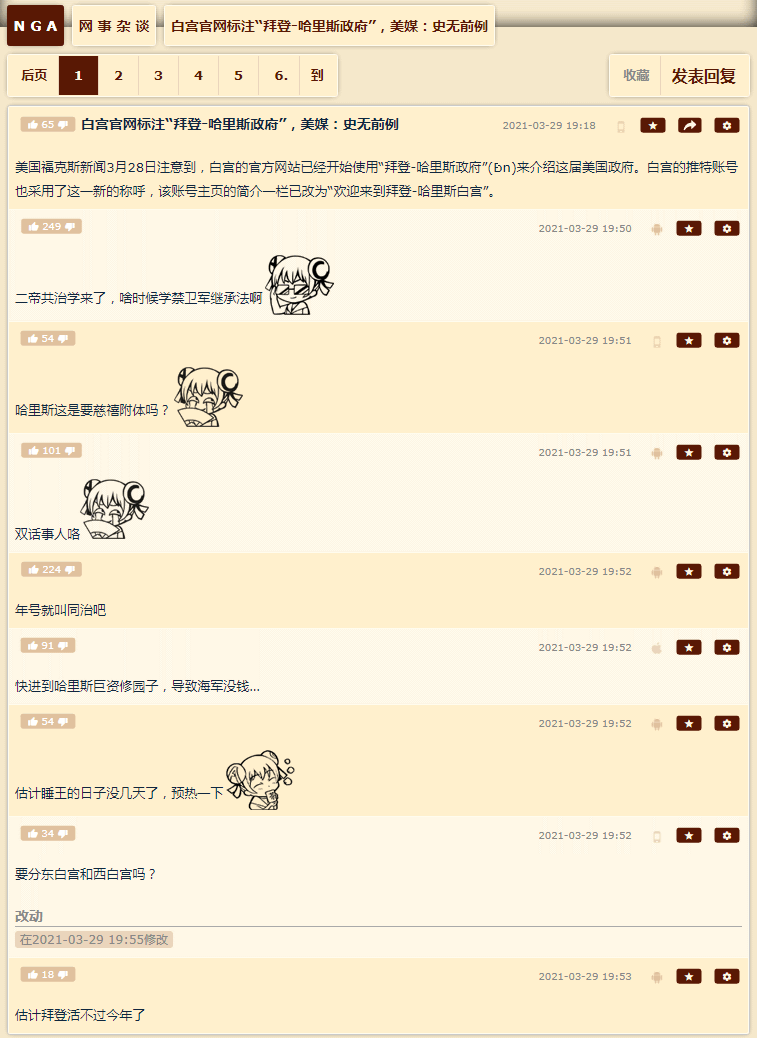 NGA 网事杂谈 白宫官网标注“拜登-哈里斯政府”，美媒：史无前例
后页 1 2 3 4 5 6. 到 收藏 发表回复
65 白宫官网标注“拜登-哈里斯政府”，美媒：史无前例 2021-03-29 19:18
美国福克斯新闻3月28日注意到，白宫的官方网站已经开始使用“拜登-哈里斯政府”来介绍这届美国政府。白宫的推特账号
也采用了这一新的称呼，该账号主页的简介一栏已改为“欢迎来到拜登-哈里斯白宫”。
249 2021-03-29 19:50
二帝共治学来了，啥时候学禁卫军继承法啊
54 2021-03-29 19:51
哈里斯这是要慈禧附体吗？
101 2021-03-29 19:51
双话事人咯
224 2021-03-29 19:52
年号就叫同治吧
91 2021-03-29 19:52
快进到哈里斯巨资修园子，导致海军没钱...
54 2021-03-29 19:52
估计睡王的日子没几天了，预热一下
34 2021-03-29 19:52
要分东白宫和西白宫吗？
改动
在2021-03-29 19:55修改
18 2021-03-29 19:53
估计拜登活不过今年了